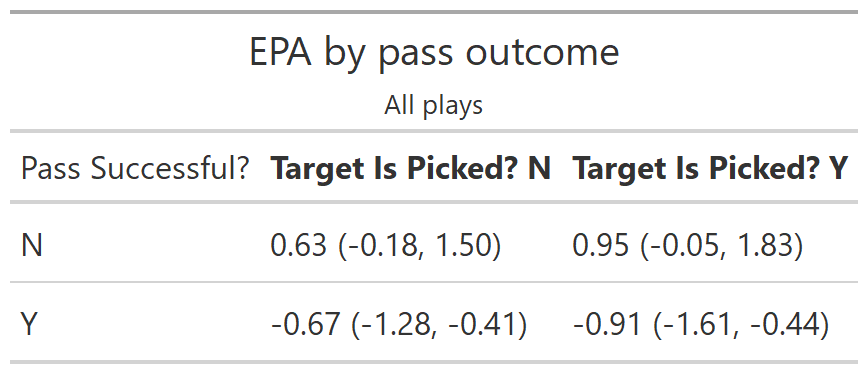 EPA by pass outcome
All plays
Pass Successful? Target Is Picked? N Target Is Picked? Y
N 0.63 (-0.18, 1.50) 0.95 (-0.05, 1.83)
Y -0.67 (-1.28, -0.41) -0.91 (-1.61, -0.44)